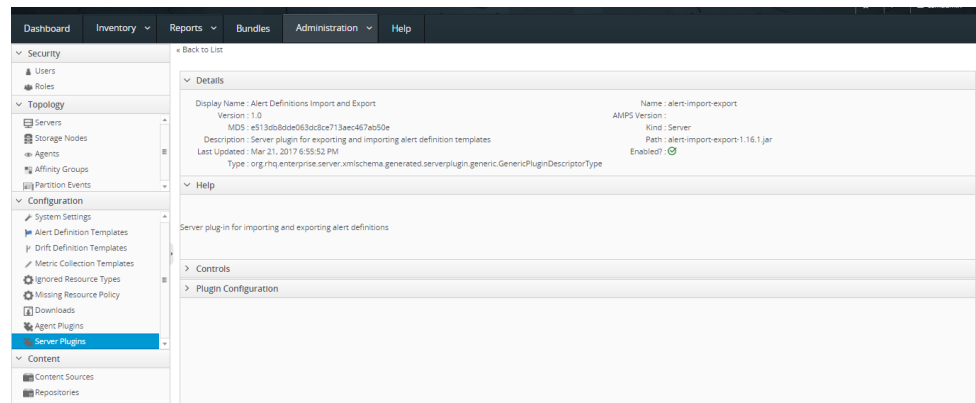 Dashboard Inventory Reports Bundles Administration Help
Security
Users
Roles
Topology
Servers
Storage Nodes
Agents
Affinity Groups
Partition Events
Configuration
System Settings
Alert Definition Templates
Drift Definition Templates
Metric Collection Templates
Ignored Resource Types
Missing Resource Policy
Downloads
Agent Plugins
Server Plugins
Content
Content Sources
Repositories
« Back to List
Details
Display Name : Alert Definitions Import and Export
Version : 1.0
MD5 : e513db8dde063dc8ce713aec467ab50e
Description : Server plugin for exporting and importing alert definition templates
Last Updated : Mar 21, 2017 6:55:52 PM
Type : org.rhq.enterprise.server.xmlschema.generated.serverplugin.generic.GenericPluginDescriptorType
Name : alert-import-export
AMPS Version :
Kind : Server
Path : alert-import-export-1.16.1.jar
Enabled? :
Help
Server plug-in for importing and exporting alert definitions
Controls
Plugin Configuration